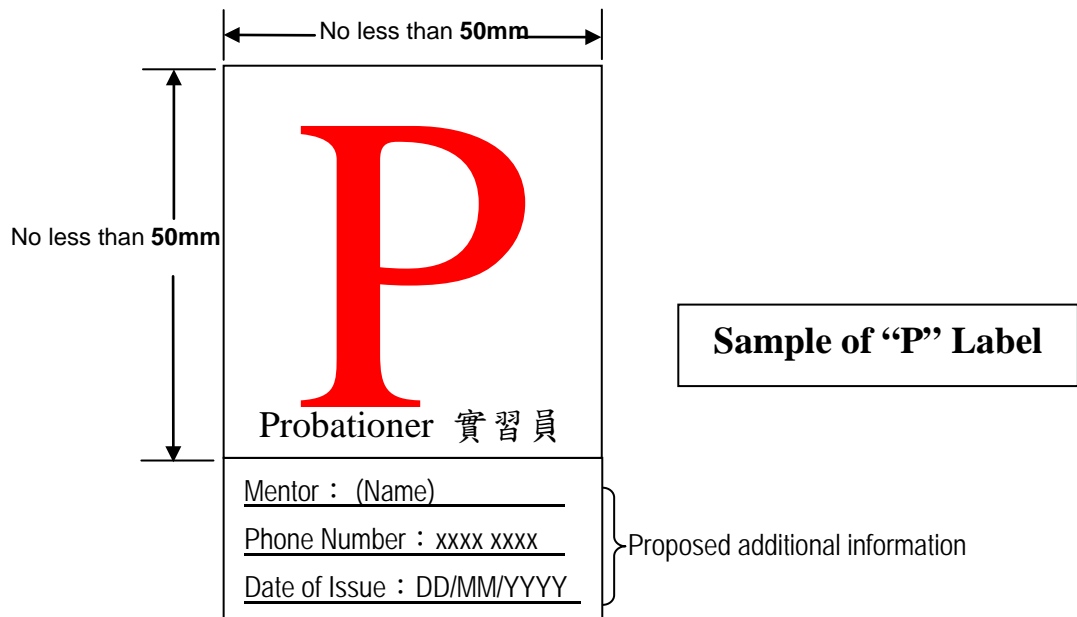 No less than 50mm
No less than 50mm
P
Probationer 實習員
Sample of “P” Label
Mentor：(Name)
Phone Number：xxxx xxxx
Date of Issue：DD/MM/YYYY
Proposed additional information